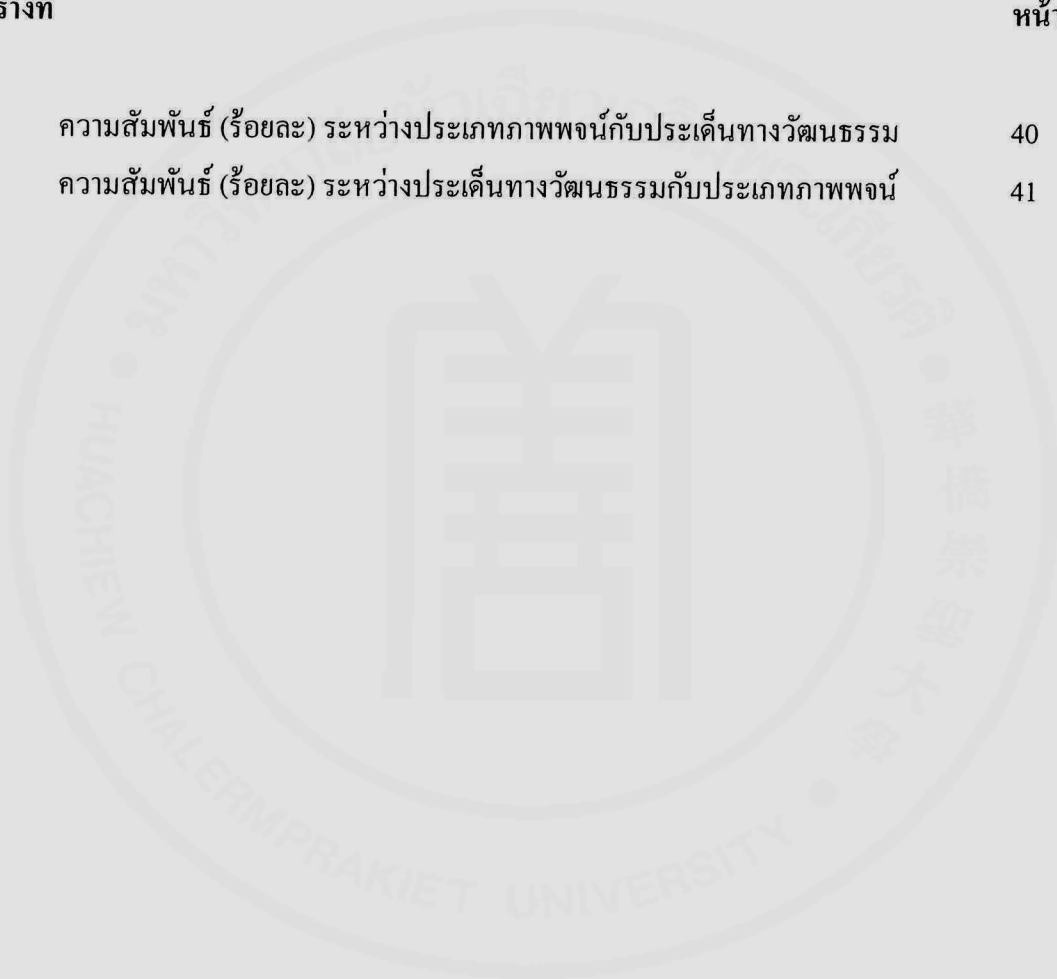 หน้า
ความสัมพันธ์ (ร้อยละ) ระหว่างประเภทภาพพจน์กับประเด็นทางวัฒนธรรม 40
ความสัมพันธ์ (ร้อยละ) ระหว่างประเด็นทางวัฒนธรรมกับประเภทภาพพจน์ 41
HUACHIEW CHALERMPRAKIET UNIVERSITY